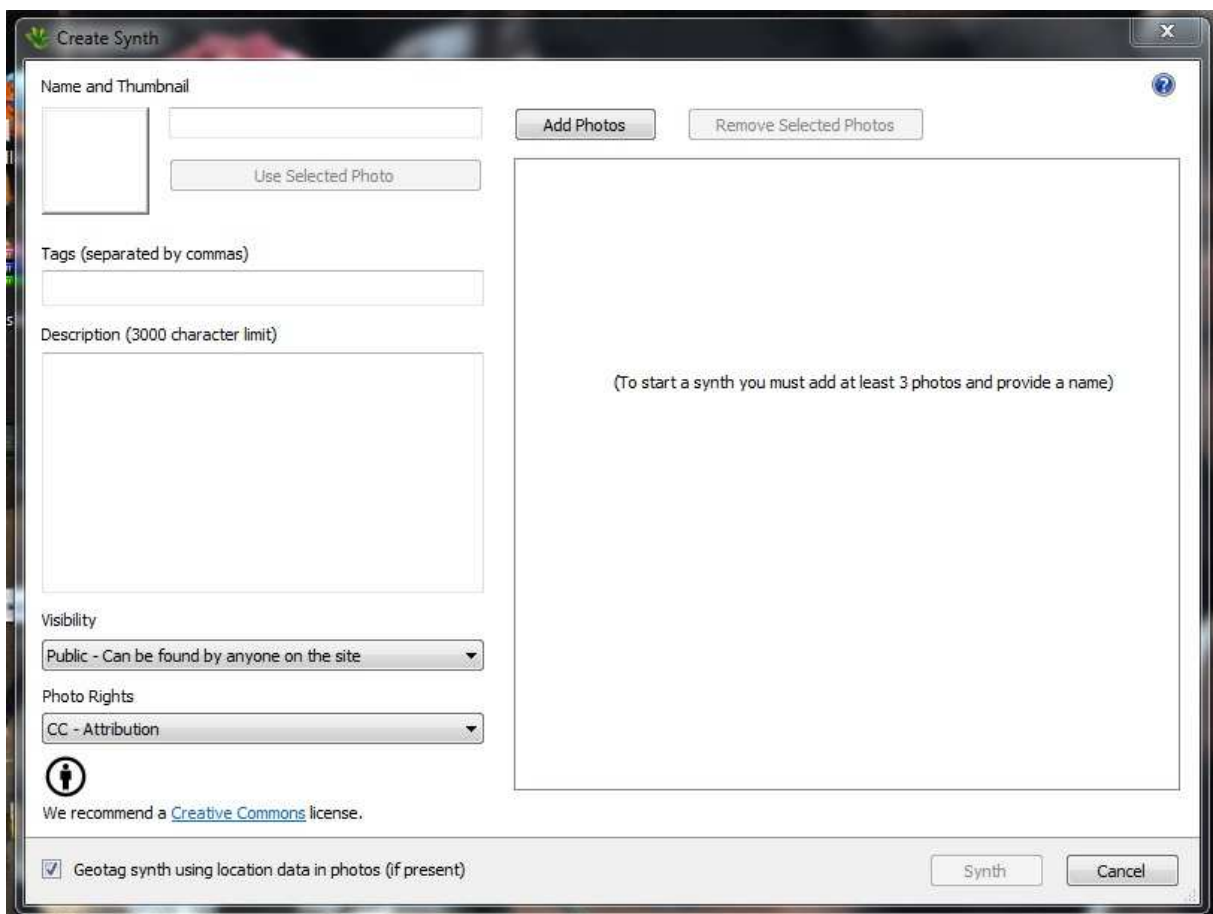 Create Synth
Name and Thumbnail
Add Photos
Remove Selected Photos
Use Selected Photo
Tags (separated by commas)
Description (3000 character limit)
(To start a synth you must add at least 3 photos and provide a name)
Visibility
Public - Can be found by anyone on the site
Photo Rights
CC - Attribution
We recommend a Creative Commons license.
Geotag synth using location data in photos (if present)
Synth
Cancel